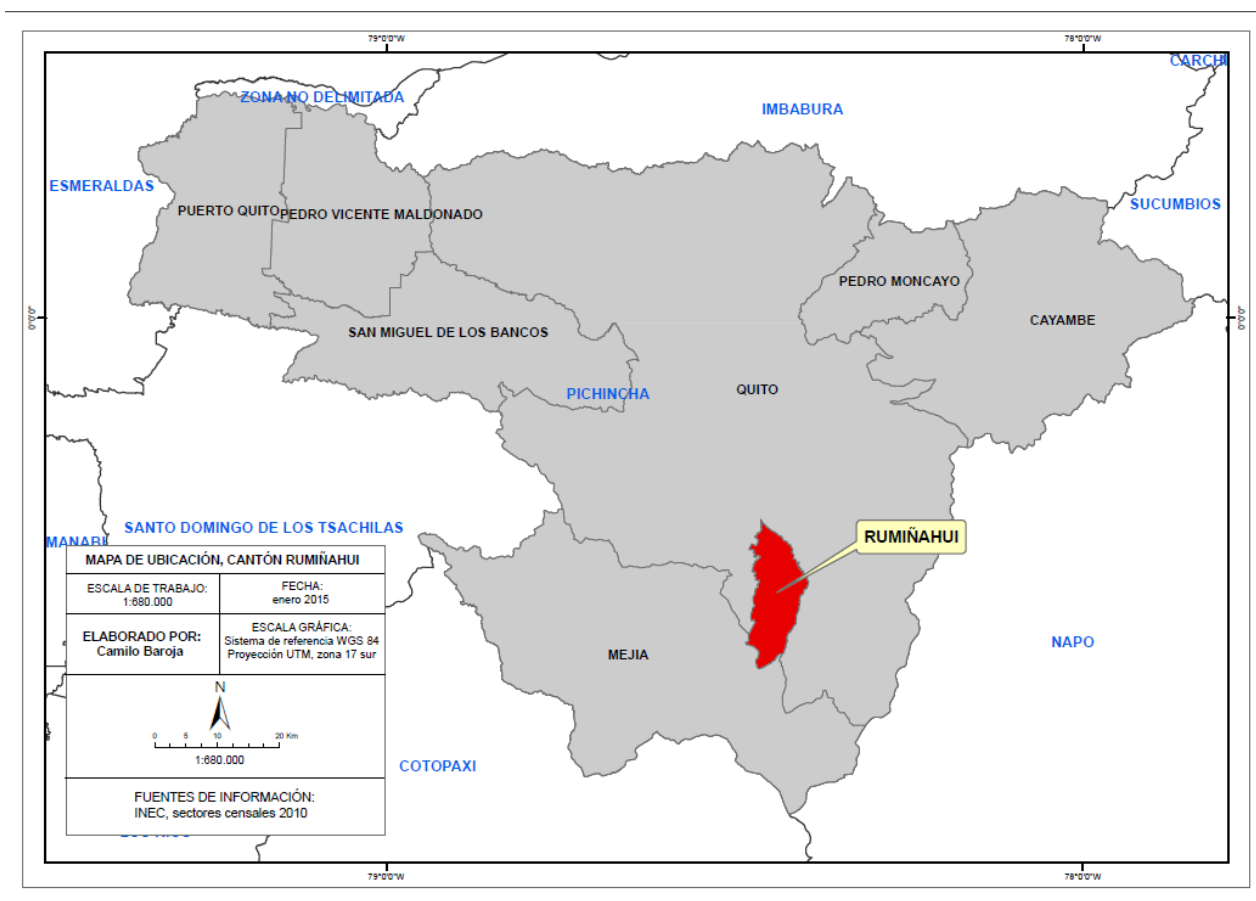 79°0'0"W
78°0'0"W
CARCHI
ZONA NO DELIMITADA
IMBABURA
ESMERALDAS
SUCUMBIOS
PUERTO QUITO
PEDRO VICENTE MALDONADO
PEDRO MONCAYO
0°0'0"
0°0'0"
SAN MIGUEL DE LOS BANCOS
CAYAMBE
PICHINCHA
QUITO
SANTO DOMINGO DE LOS TSACHILAS
RUMIÑAHUI
MANABI
MAPA DE UBICACIÓN, CANTÓN RUMIÑAHUI
ESCALA DE TRABAJO:
1:680.000
FECHA:
enero 2015
ELABORADO POR:
Camilo Baroja
ESCALA GRÁFICA:
Sistema de referencia WGS 84
Proyección UTM, zona 17 sur
MEJIA
NAPO
N
0 5 10 20 Km
1:680.000
COTOPAXI
FUENTES DE INFORMACIÓN:
INEC, sectores censales 2010
79°0'0"W
78°0'0"W